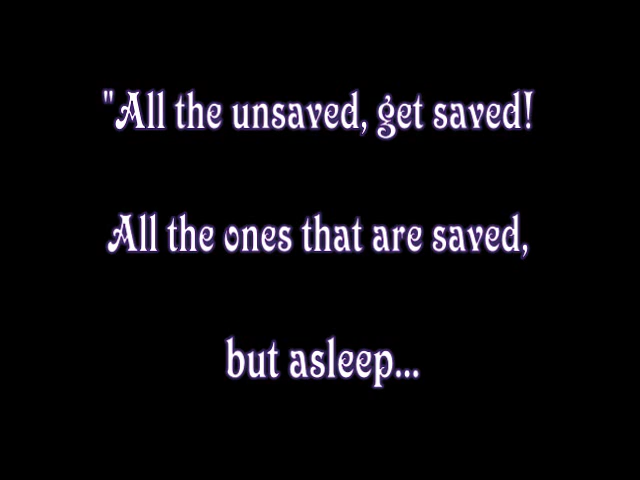 "All the unsaved, get saved!
All the ones that are saved,
but asleep...